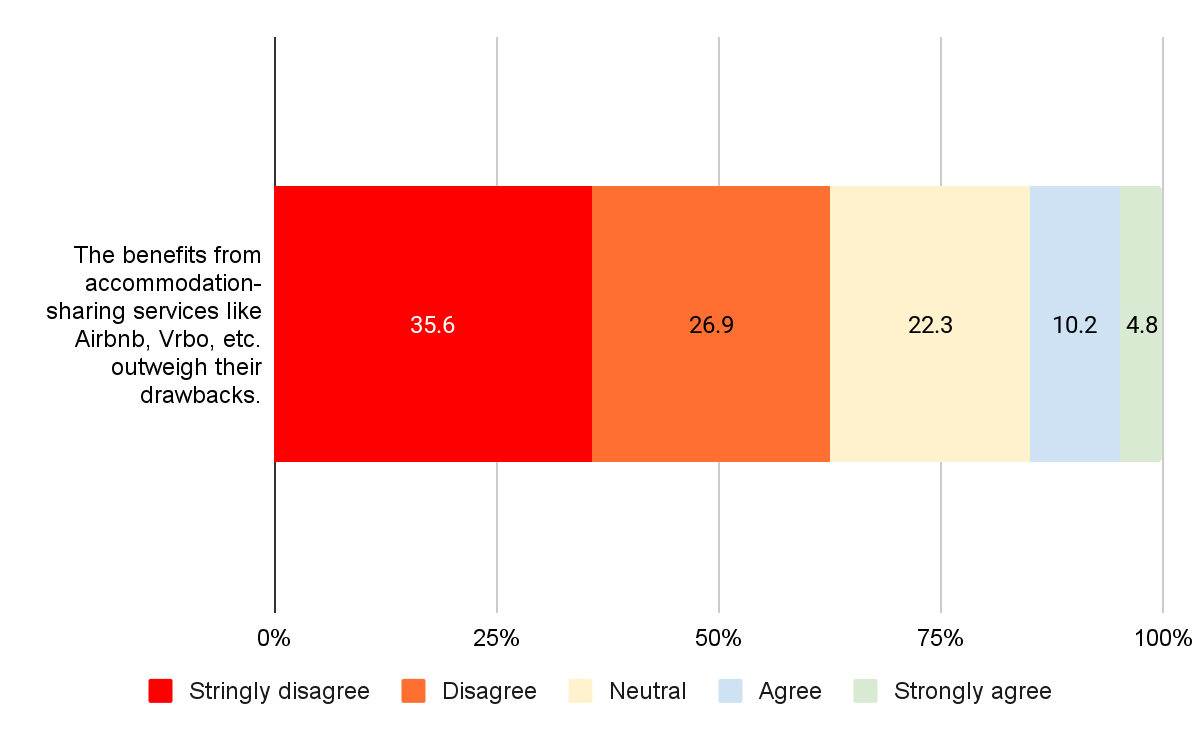 The benefits from
accommodation-
sharing services like
Airbnb, Vrbo, etc.
outweigh their
drawbacks.
35.6
26.9
22.3
10.2
4.8
0%
25%
50%
75%
100%
Stringly disagree
Disagree
Neutral
Agree
Strongly agree